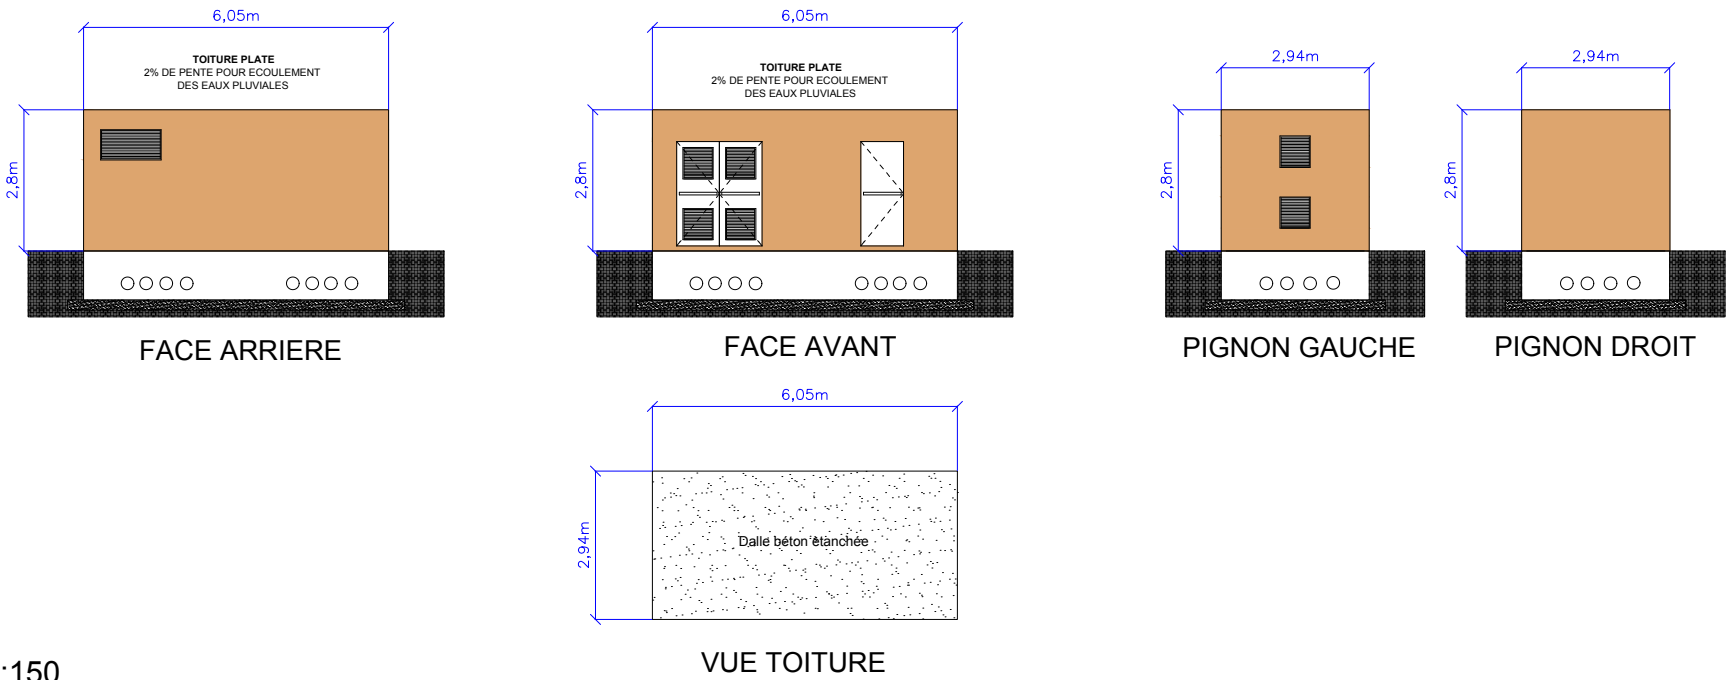 6,05m
TOITURE PLATE
2% DE PENTE POUR ECOULEMENT
DES EAUX PLUVIALES
2,8m
FACE ARRIERE
6,05m
TOITURE PLATE
2% DE PENTE POUR ECOULEMENT
DES EAUX PLUVIALES
2,8m
FACE AVANT
2,94m
2,8m
PIGNON GAUCHE
2,94m
2,8m
PIGNON DROIT
6,05m
2,94m
Dalle béton étanchée
VUE TOITURE
:150